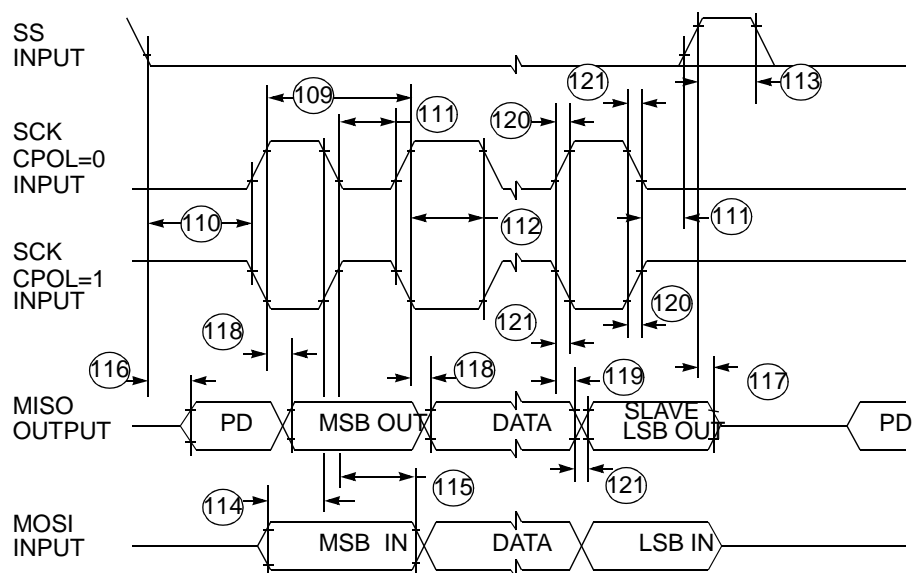 SS
INPUT
121
113
109
111
120
SCK
CPOL=0
INPUT
110
112
111
SCK
CPOL=1
INPUT
118
121
120
116
118
119
117
MISO
OUTPUT
PD
MSB OUT
DATA
SLAVE
LSB OUT
PD
114
115
121
MOSI
INPUT
MSB IN
DATA
LSB IN